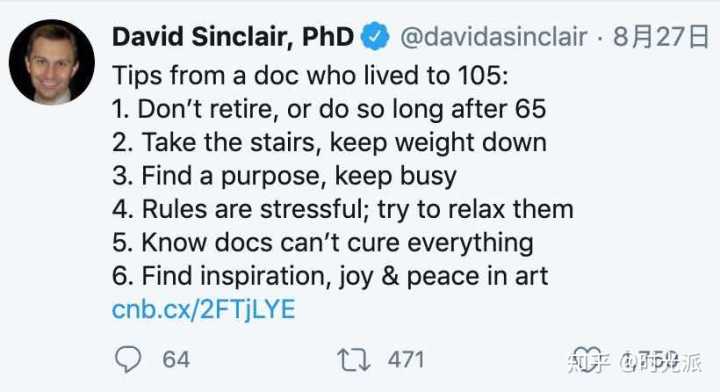 David Sinclair, PhD @davidasinclair · 8月27日
Tips from a doc who lived to 105:
1. Don’t retire, or do so long after 65
2. Take the stairs, keep weight down
3. Find a purpose, keep busy
4. Rules are stressful; try to relax them
5. Know docs can’t cure everything
6. Find inspiration, joy & peace in art
cnb.cx/2FTjLYE
64 471
知乎 @时光派